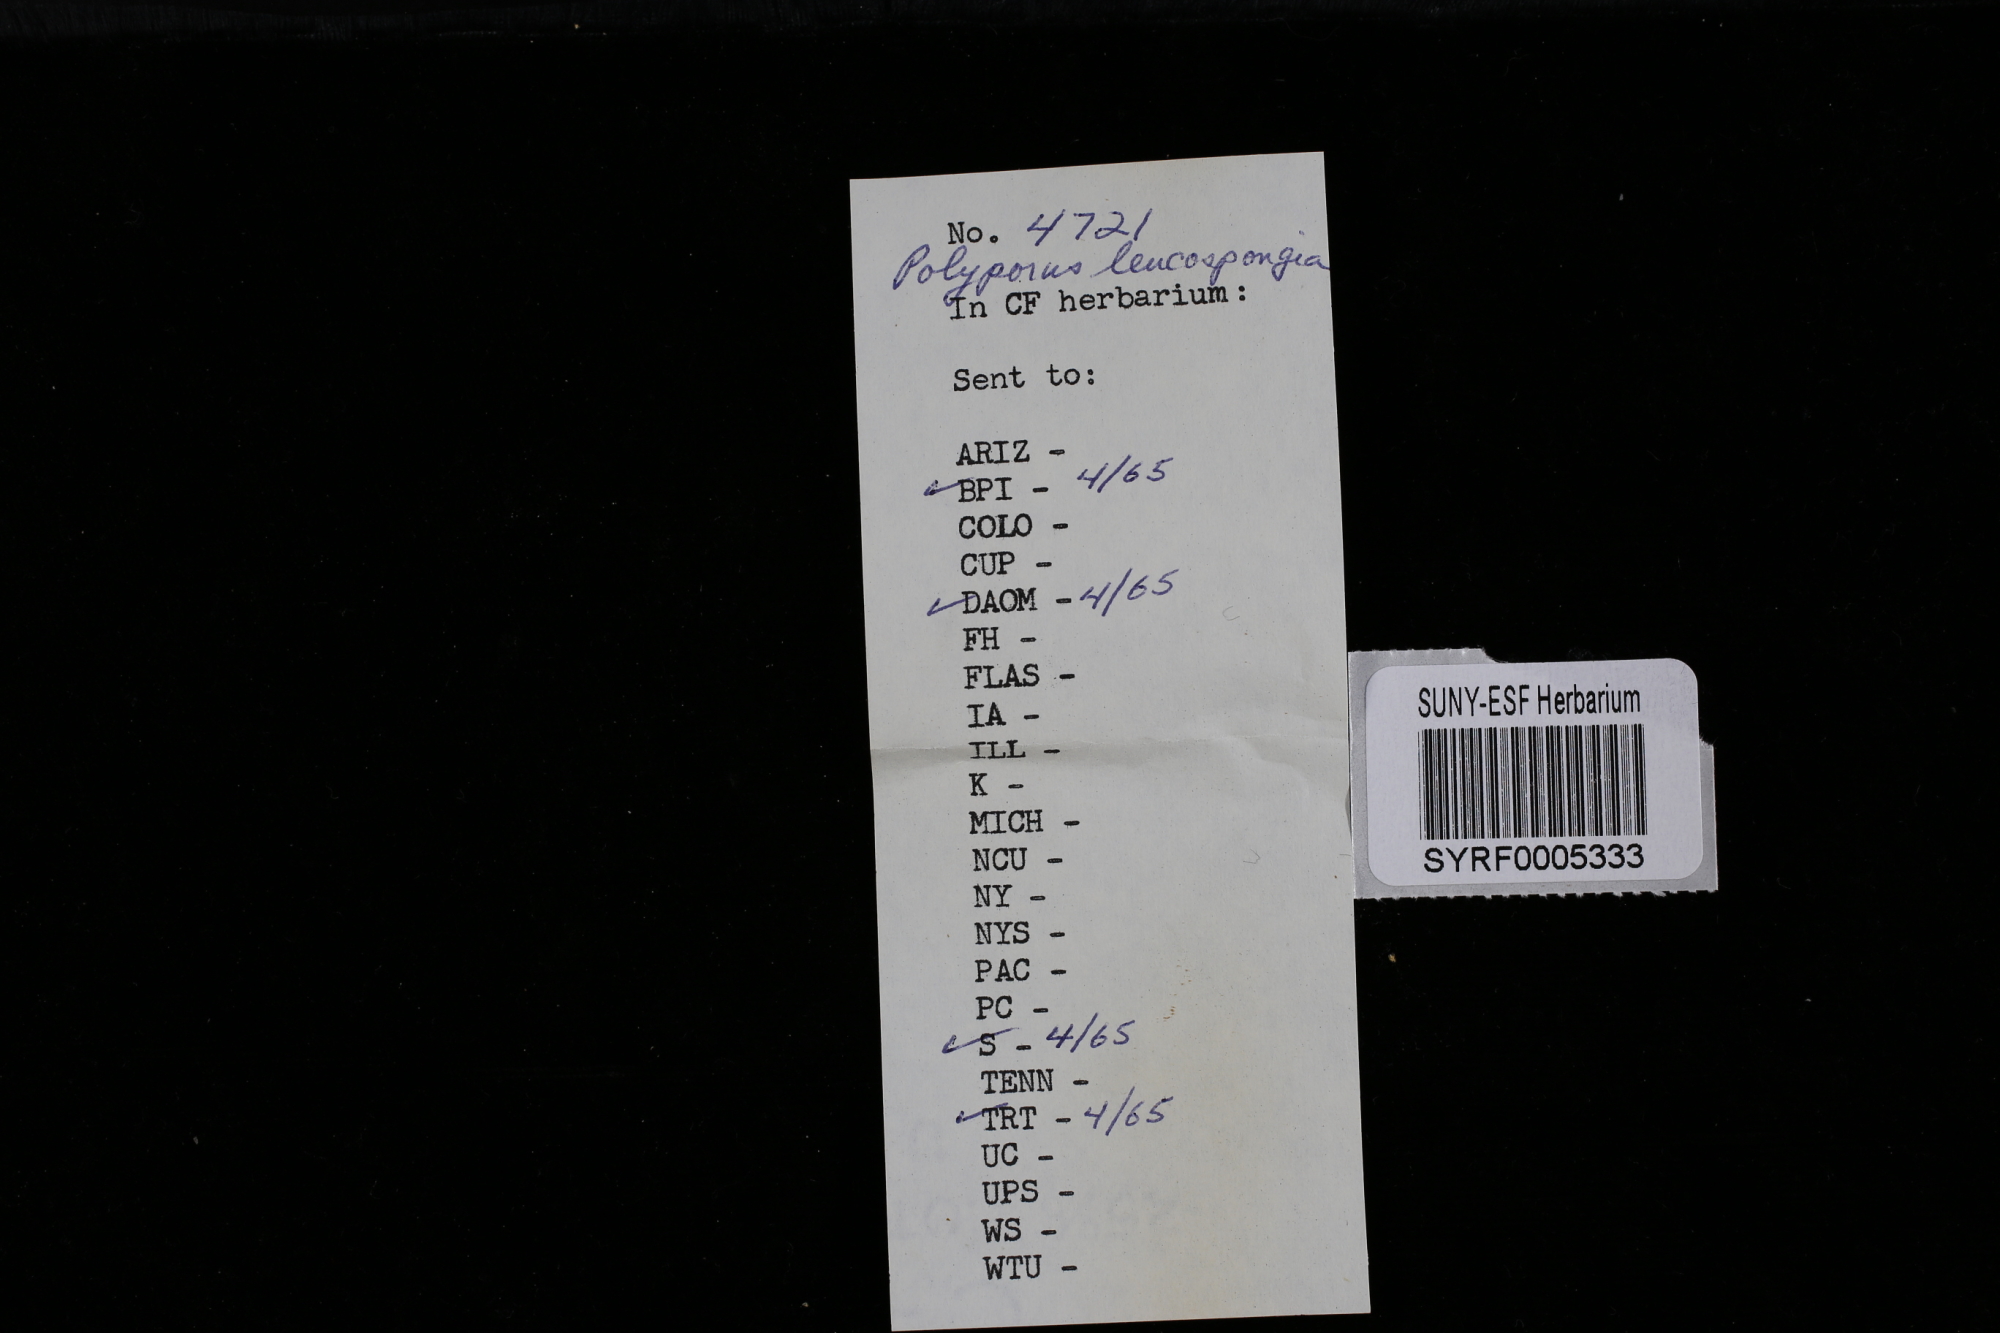 No. 4721
Polyporus leucospongia
In CF herbarium:
Sent to:
ARIZ -
✓BPI - 4/65
COLO -
CUP -
✓DAOM - 4/65
FH -
FLAS -
IA -
ILL -
K -
MICH -
NCU -
NY -
NYS -
PAC -
PC -
✓S - 4/65
TENN -
✓TRT - 4/65
UC -
UPS -
WS -
WTU -
SUNY-ESF Herbarium
SYRF0005333